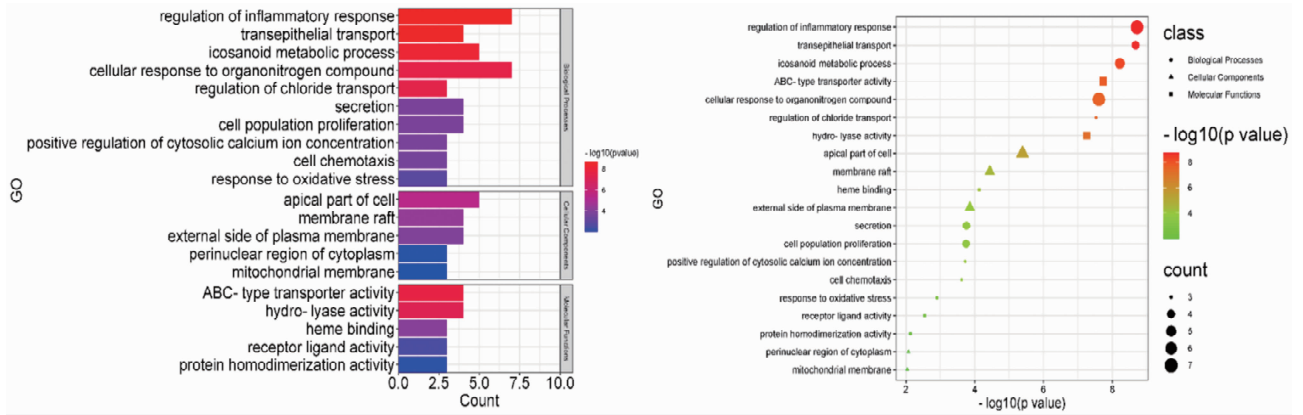 regulation of inflammatory response
transepithelial transport
icosanoid metabolic process
cellular response to organonitrogen compound
regulation of chloride transport
secretion
cell population proliferation
positive regulation of cytosolic calcium ion concentration
cell chemotaxis
response to oxidative stress
Biological Processes
apical part of cell
membrane raft
external side of plasma membrane
perinuclear region of cytoplasm
mitochondrial membrane
Cellular Components
ABC- type transporter activity
hydro- lyase activity
heme binding
receptor ligand activity
protein homodimerization activity
Molecular Functions
GO
0.0 2.5 5.0 7.5 10.0
Count
- log10(pvalue)
8
6
4
regulation of inflammatory response
transepithelial transport
icosanoid metabolic process
ABC- type transporter activity
cellular response to organonitrogen compound
regulation of chloride transport
hydro- lyase activity
apical part of cell
membrane raft
heme binding
external side of plasma membrane
secretion
cell population proliferation
positive regulation of cytosolic calcium ion concentration
cell chemotaxis
response to oxidative stress
receptor ligand activity
protein homodimerization activity
perinuclear region of cytoplasm
mitochondrial membrane
GO
2 4 6 8
- log10(p value)
class
Biological Processes
Cellular Components
Molecular Functions
- log10(p value)
8
6
4
count
3
4
5
6
7